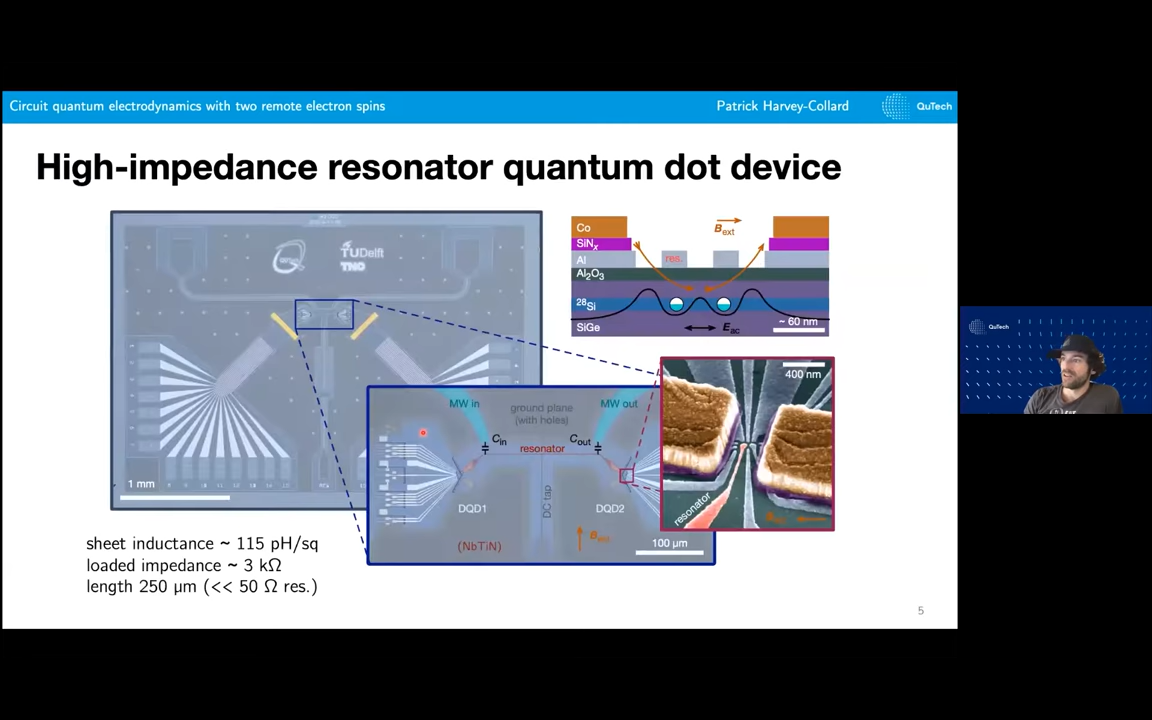 Circuit quantum electrodynamics with two remote electron spins
Patrick Harvey-Collard
QuTech
High-impedance resonator quantum dot device
TUDelft
TNO
1 mm
Co
SiNₓ
Al
Al₂O₃
²⁸Si
SiGe
res.
B_ext
E_ac
~ 60 nm
400 nm
resonator
MW in
ground plane
(with holes)
MW out
C_in
C_out
resonator
DC tap
DQD1
DQD2
(NbTiN)
B_ext
100 µm
sheet inductance ~ 115 pH/sq
loaded impedance ~ 3 kΩ
length 250 µm (<< 50 Ω res.)
5
QuTech